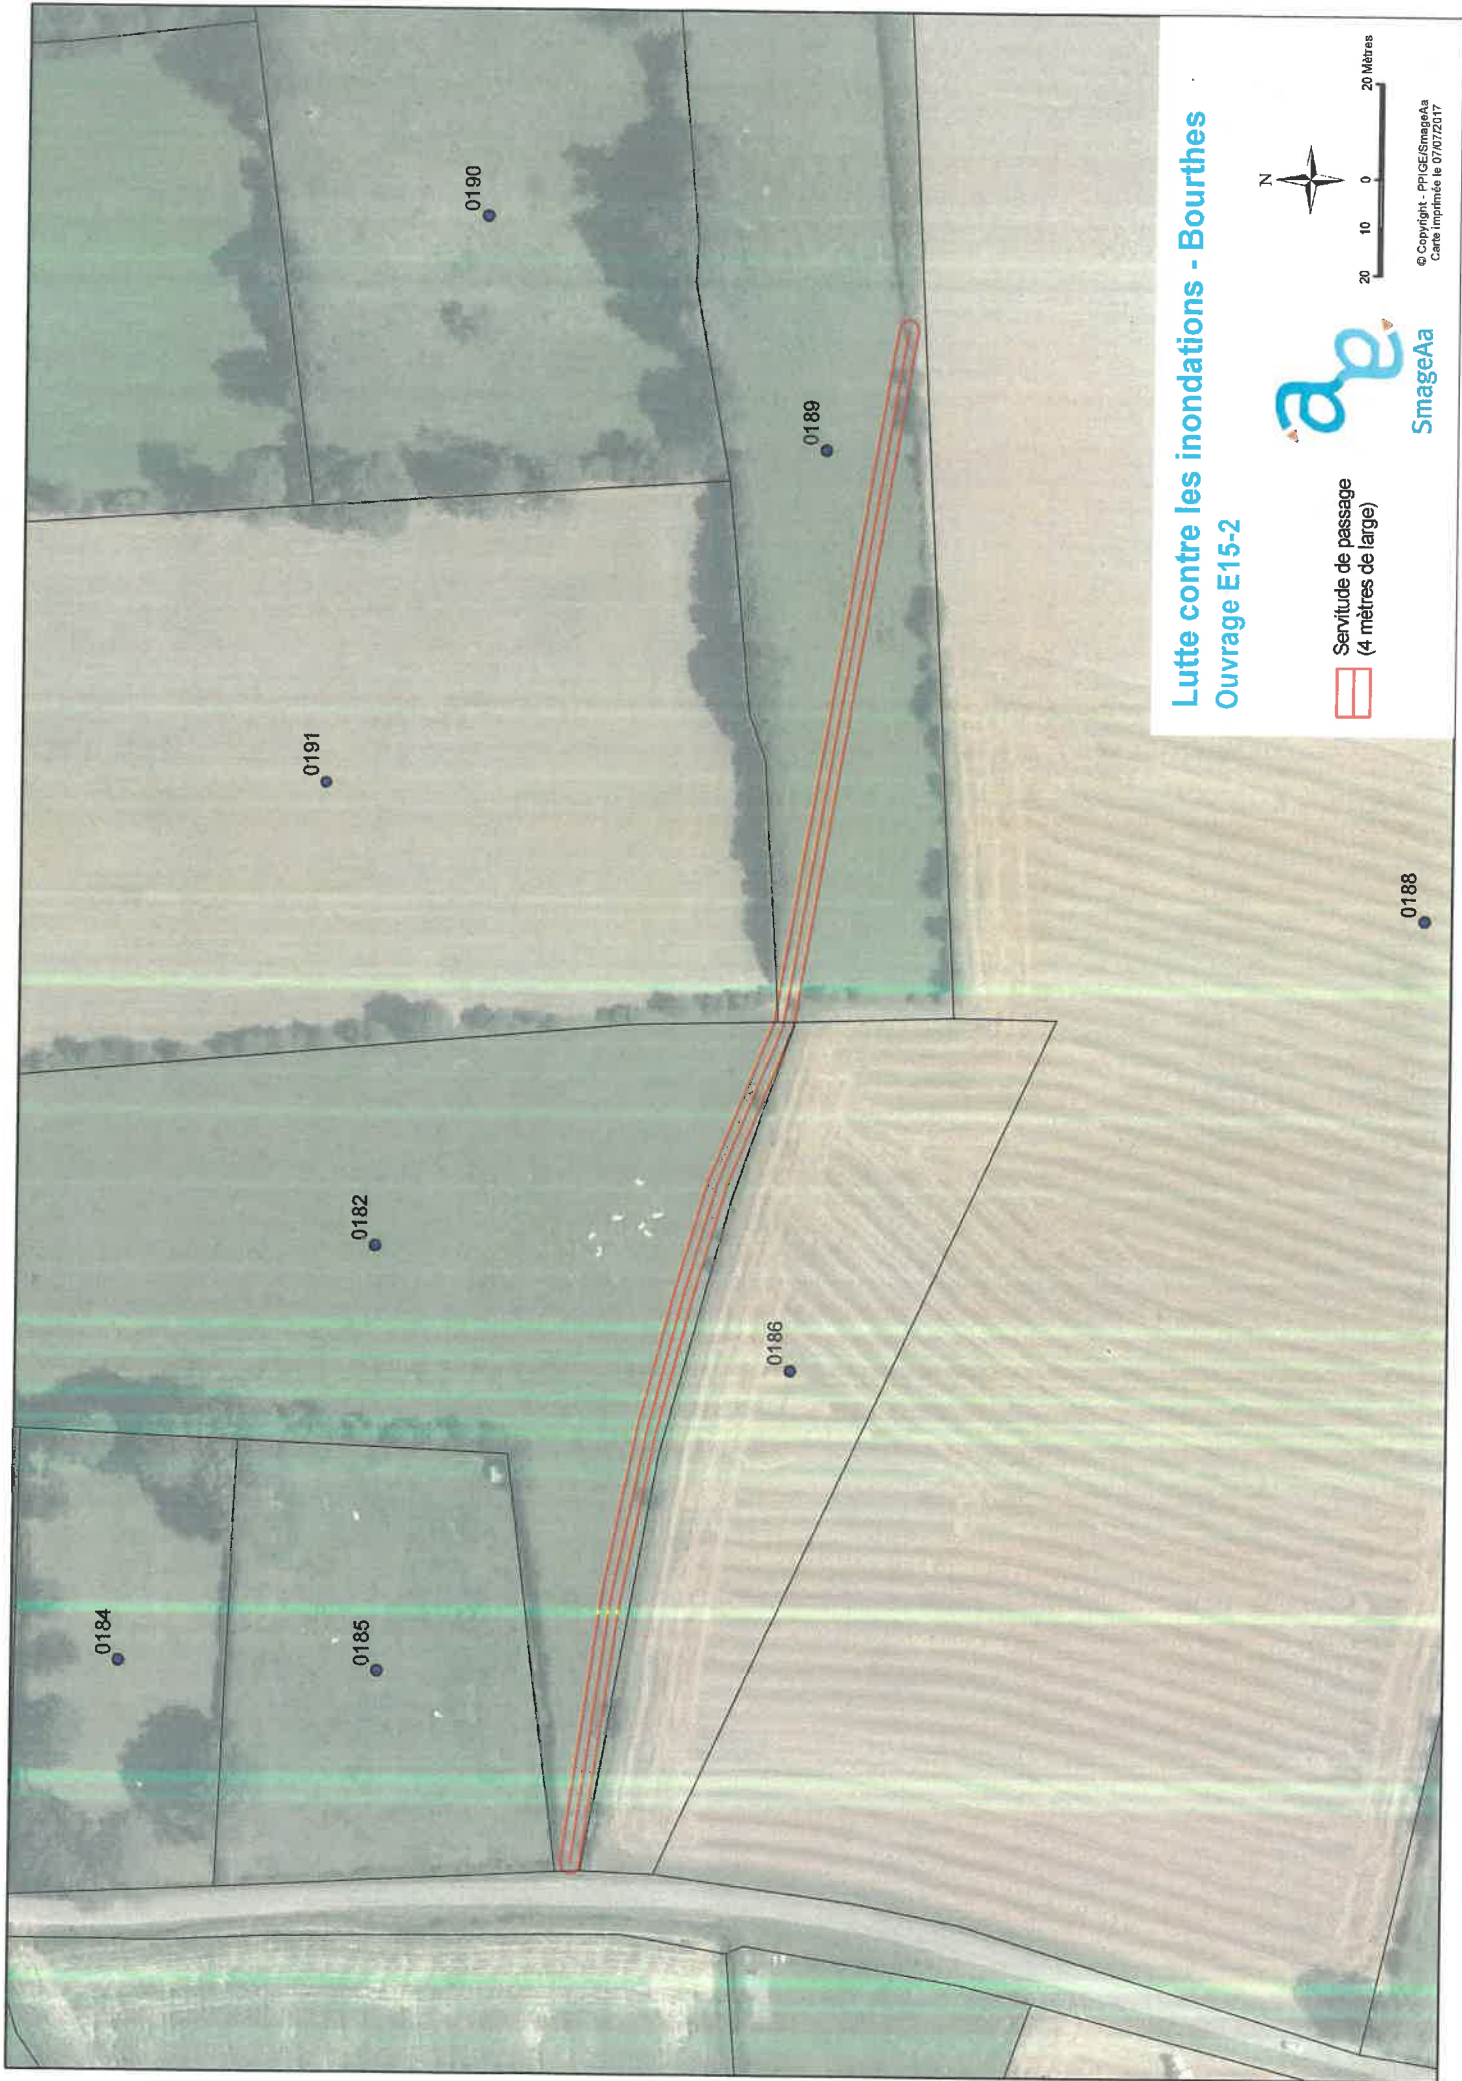 0184
0185
0182
0191
0190
0186
0189
0188
Lutte contre les inondations - Bourthes
Ouvrage E15-2
Servitude de passage
(4 mètres de large)
SmageAa
N
20 10 0 20 Mètres
© Copyright - PPIGE/SmageAa
Carte imprimée le 07/07/2017